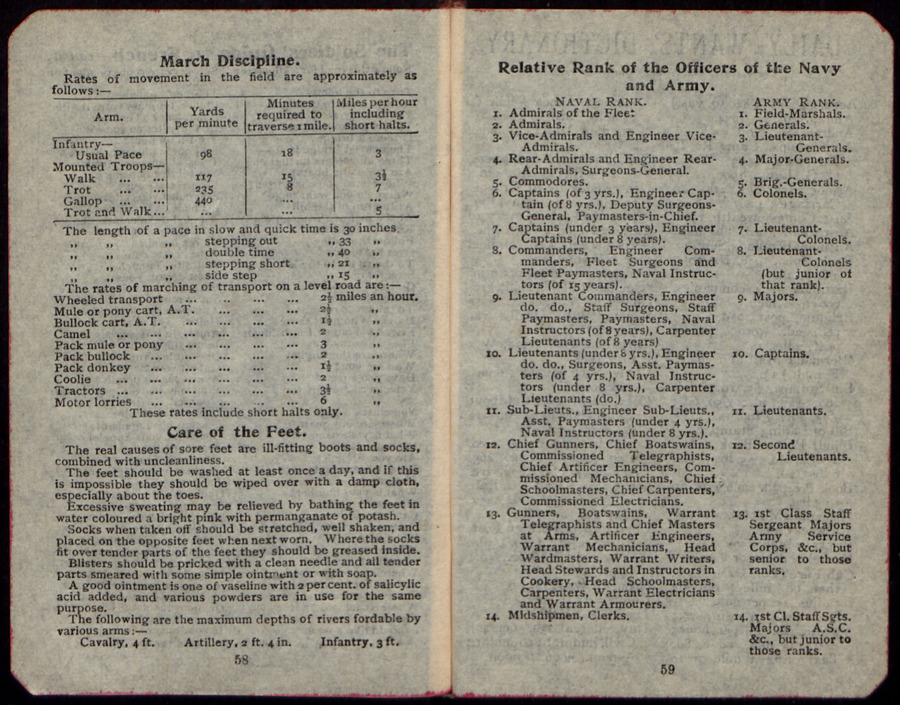 March Discipline.
Rates of movement in the field are approximately as
follows:—
Arm. Yards per minute Minutes required to traverse 1 mile. Miles per hour including short halts.
Infantry—
Usual Pace 98 18 3
Mounted Troops—
Walk ... ... 117 15 3½
Trot ... ... 235 8 7
Gallop ... ... 440 ... ...
Trot and Walk... ... ... 5
The length of a pace in slow and quick time is 30 inches
„ „ „ stepping out „ 33 „
„ „ „ double time „ 40 „
„ „ „ stepping short „ 21 „
„ „ „ side step „ 15 „
The rates of marching of transport on a level road are:—
Wheeled transport ... ... ... ... 2½ miles an hour.
Mule or pony cart, A.T. ... ... ... 2½ „
Bullock cart, A.T. ... ... ... ... 1½ „
Camel ... ... ... ... ... ... 2 „
Pack mule or pony ... ... ... ... 3 „
Pack bullock ... ... ... ... ... 2 „
Pack donkey ... ... ... ... ... 1½ „
Coolie ... ... ... ... ... ... 2 „
Tractors ... ... ... ... ... ... 3½ „
Motor lorries ... ... ... ... ... 6 „
These rates include short halts only.
Care of the Feet.
The real causes of sore feet are ill-fitting boots and socks,
combined with uncleanliness.
The feet should be washed at least once a day, and if this
is impossible they should be wiped over with a damp cloth,
especially about the toes.
Excessive sweating may be relieved by bathing the feet in
water coloured a bright pink with permanganate of potash.
Socks when taken off should be stretched, well shaken, and
placed on the opposite feet when next worn. Where the socks
fit over tender parts of the feet they should be greased inside.
Blisters should be pricked with a clean needle and all tender
parts smeared with some simple ointment or with soap.
A good ointment is one of vaseline with 2 per cent. of salicylic
acid added, and various powders are in use for the same
purpose.
The following are the maximum depths of rivers fordable by
various arms:—
Cavalry, 4 ft. Artillery, 2 ft. 4 in. Infantry, 3 ft.
58
Relative Rank of the Officers of the Navy
and Army.
NAVAL RANK. ARMY RANK.
1. Admirals of the Fleet 1. Field-Marshals.
2. Admirals. 2. Generals.
3. Vice-Admirals and Engineer Vice- 3. Lieutenant-
Admirals. Generals.
4. Rear-Admirals and Engineer Rear- 4. Major-Generals.
Admirals, Surgeons-General.
5. Commodores. 5. Brig.-Generals.
6. Captains (of 3 yrs.), Engineer Cap- 6. Colonels.
tain (of 8 yrs.), Deputy Surgeons-
General, Paymasters-in-Chief.
7. Captains (under 3 years), Engineer 7. Lieutenant-
Captains (under 8 years). Colonels.
8. Commanders, Engineer Com- 8. Lieutenant-
manders, Fleet Surgeons and Colonels
Fleet Paymasters, Naval Instruc- (but junior of
tors (of 15 years). that rank).
9. Lieutenant Commanders, Engineer 9. Majors.
do. do., Staff Surgeons, Staff
Paymasters, Paymasters, Naval
Instructors (of 8 years), Carpenter
Lieutenants (of 8 years)
10. Lieutenants (under 8 yrs.), Engineer 10. Captains.
do. do., Surgeons, Asst. Paymas-
ters (of 4 yrs.), Naval Instruc-
tors (under 8 yrs.), Carpenter
Lieutenants (do.)
11. Sub-Lieuts., Engineer Sub-Lieuts., 11. Lieutenants.
Asst. Paymasters (under 4 yrs.),
Naval Instructors (under 8 yrs.).
12. Chief Gunners, Chief Boatswains, 12. Second
Commissioned Telegraphists, Lieutenants.
Chief Artificer Engineers, Com-
missioned Mechanicians, Chief
Schoolmasters, Chief Carpenters,
Commissioned Electricians.
13. Gunners, Boatswains, Warrant 13. 1st Class Staff
Telegraphists and Chief Masters Sergeant Majors
at Arms, Artificer Engineers, Army Service
Warrant Mechanicians, Head Corps, &c., but
Wardmasters, Warrant Writers, senior to those
Head Stewards and Instructors in ranks.
Cookery, Head Schoolmasters,
Carpenters, Warrant Electricians
and Warrant Armourers.
14. Midshipmen, Clerks. 14. 1st Cl. Staff Sgts.
Majors A.S.C.
&c., but junior to
those ranks.
59